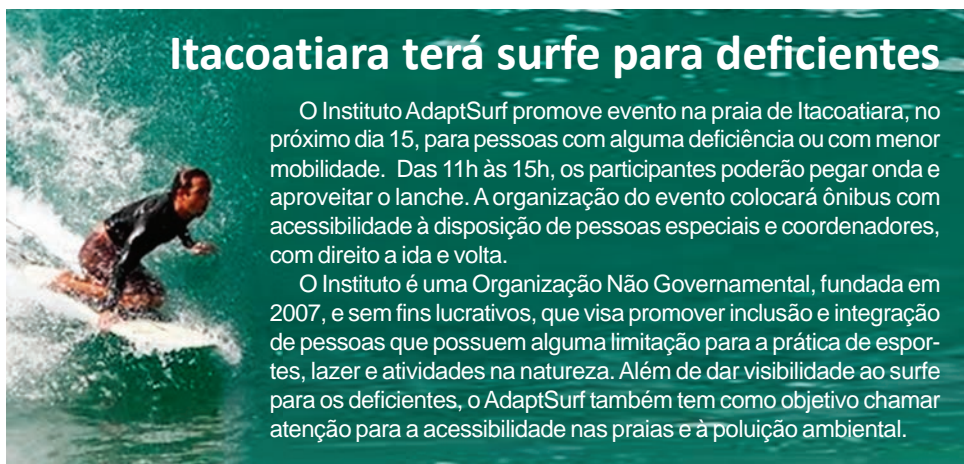 Itacoatiara terá surfe para deficientes
O Instituto AdaptSurf promove evento na praia de Itacoatiara, no
próximo dia 15, para pessoas com alguma deficiência ou com menor
mobilidade. Das 11h às 15h, os participantes poderão pegar onda e
aproveitar o lanche. A organização do evento colocará ônibus com
acessibilidade à disposição de pessoas especiais e coordenadores,
com direito a ida e volta.
O Instituto é uma Organização Não Governamental, fundada em
2007, e sem fins lucrativos, que visa promover inclusão e integração
de pessoas que possuem alguma limitação para a prática de espor-
tes, lazer e atividades na natureza. Além de dar visibilidade ao surfe
para os deficientes, o AdaptSurf também tem como objetivo chamar
atenção para a acessibilidade nas praias e à poluição ambiental.